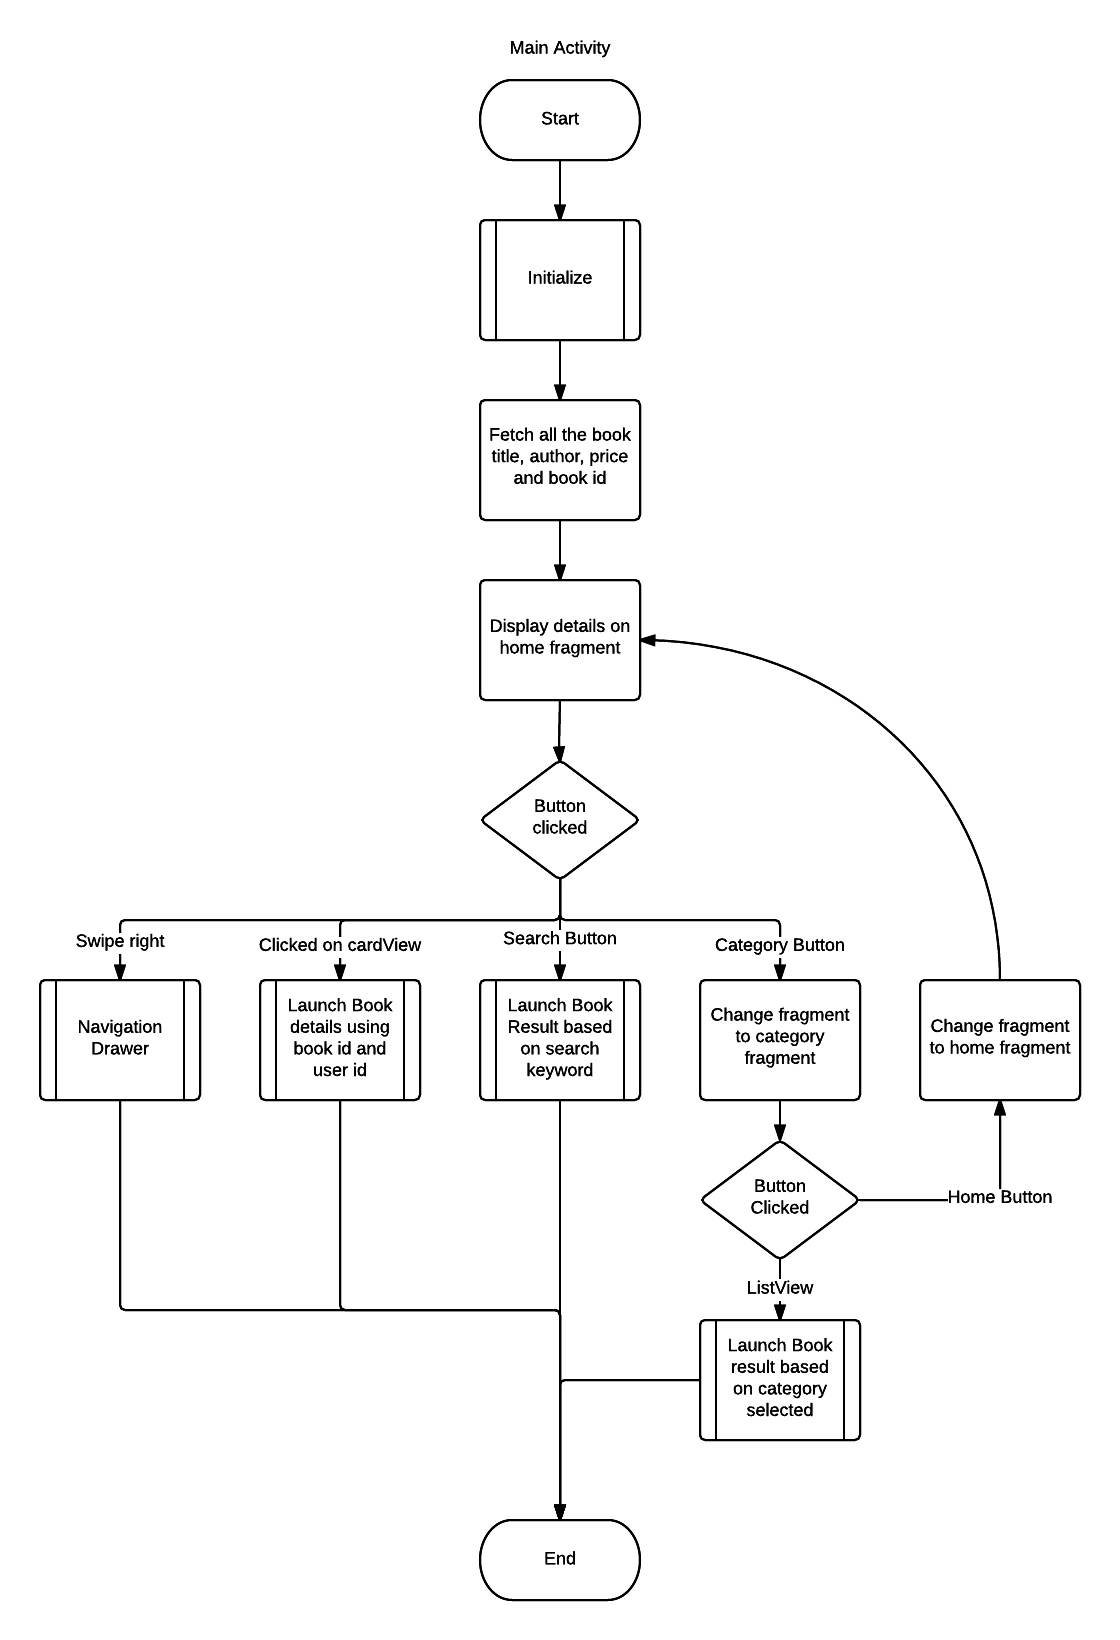 Main Activity
Start
Initialize
Fetch all the book
title, author, price
and book id
Display details on
home fragment
Button
clicked
Swipe right
Clicked on cardView
Search Button
Category Button
Navigation
Drawer
Launch Book
details using
book id and
user id
Launch Book
Result based
on search
keyword
Change fragment
to category
fragment
Change fragment
to home fragment
Button
Clicked
Home Button
ListView
Launch Book
result based
on category
selected
End